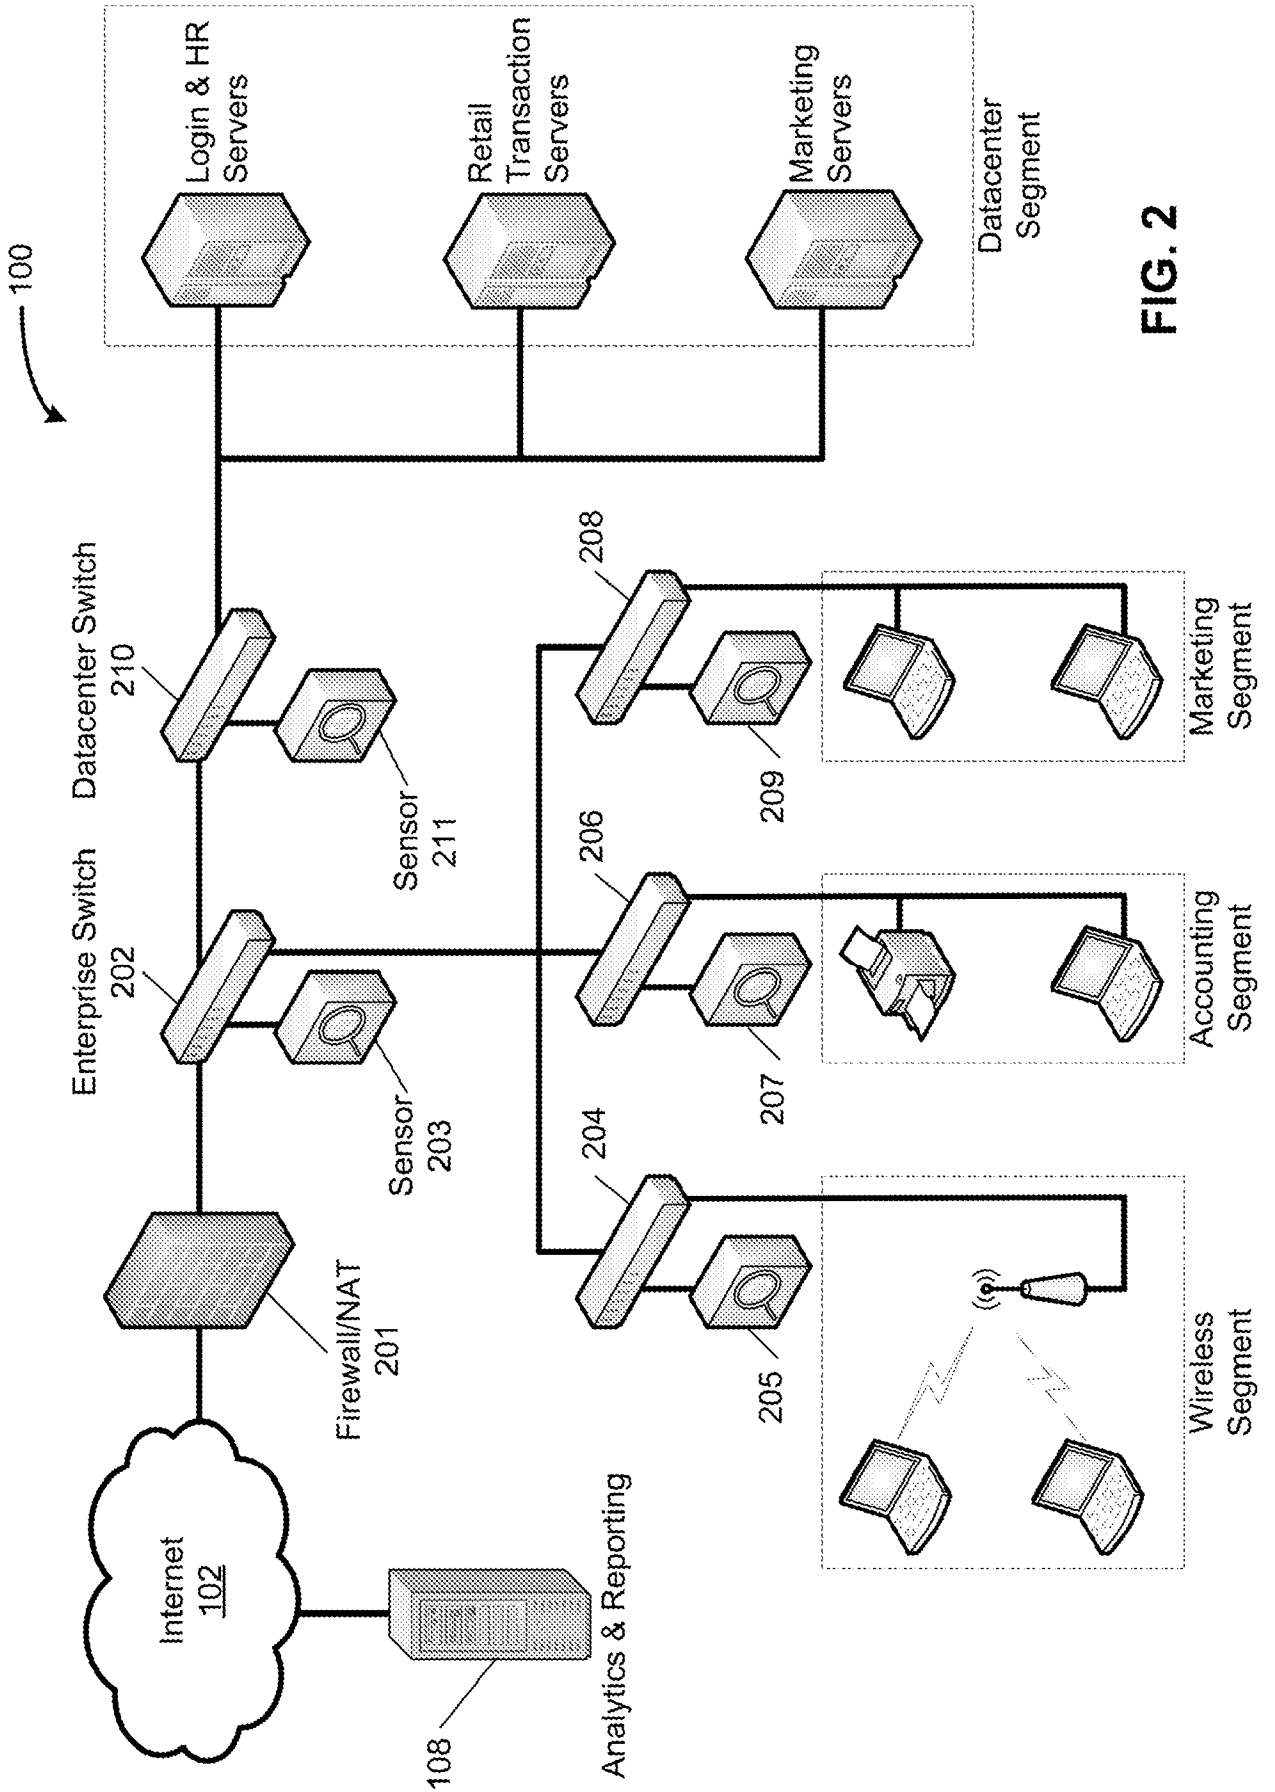 100
Internet
102
108
Analytics & Reporting
Firewall/NAT
201
Enterprise Switch
202
Sensor
203
Datacenter Switch
210
Sensor
211
Login & HR
Servers
Retail
Transaction
Servers
Marketing
Servers
Datacenter
Segment
204
205
Wireless
Segment
206
207
Accounting
Segment
208
209
Marketing
Segment
FIG. 2